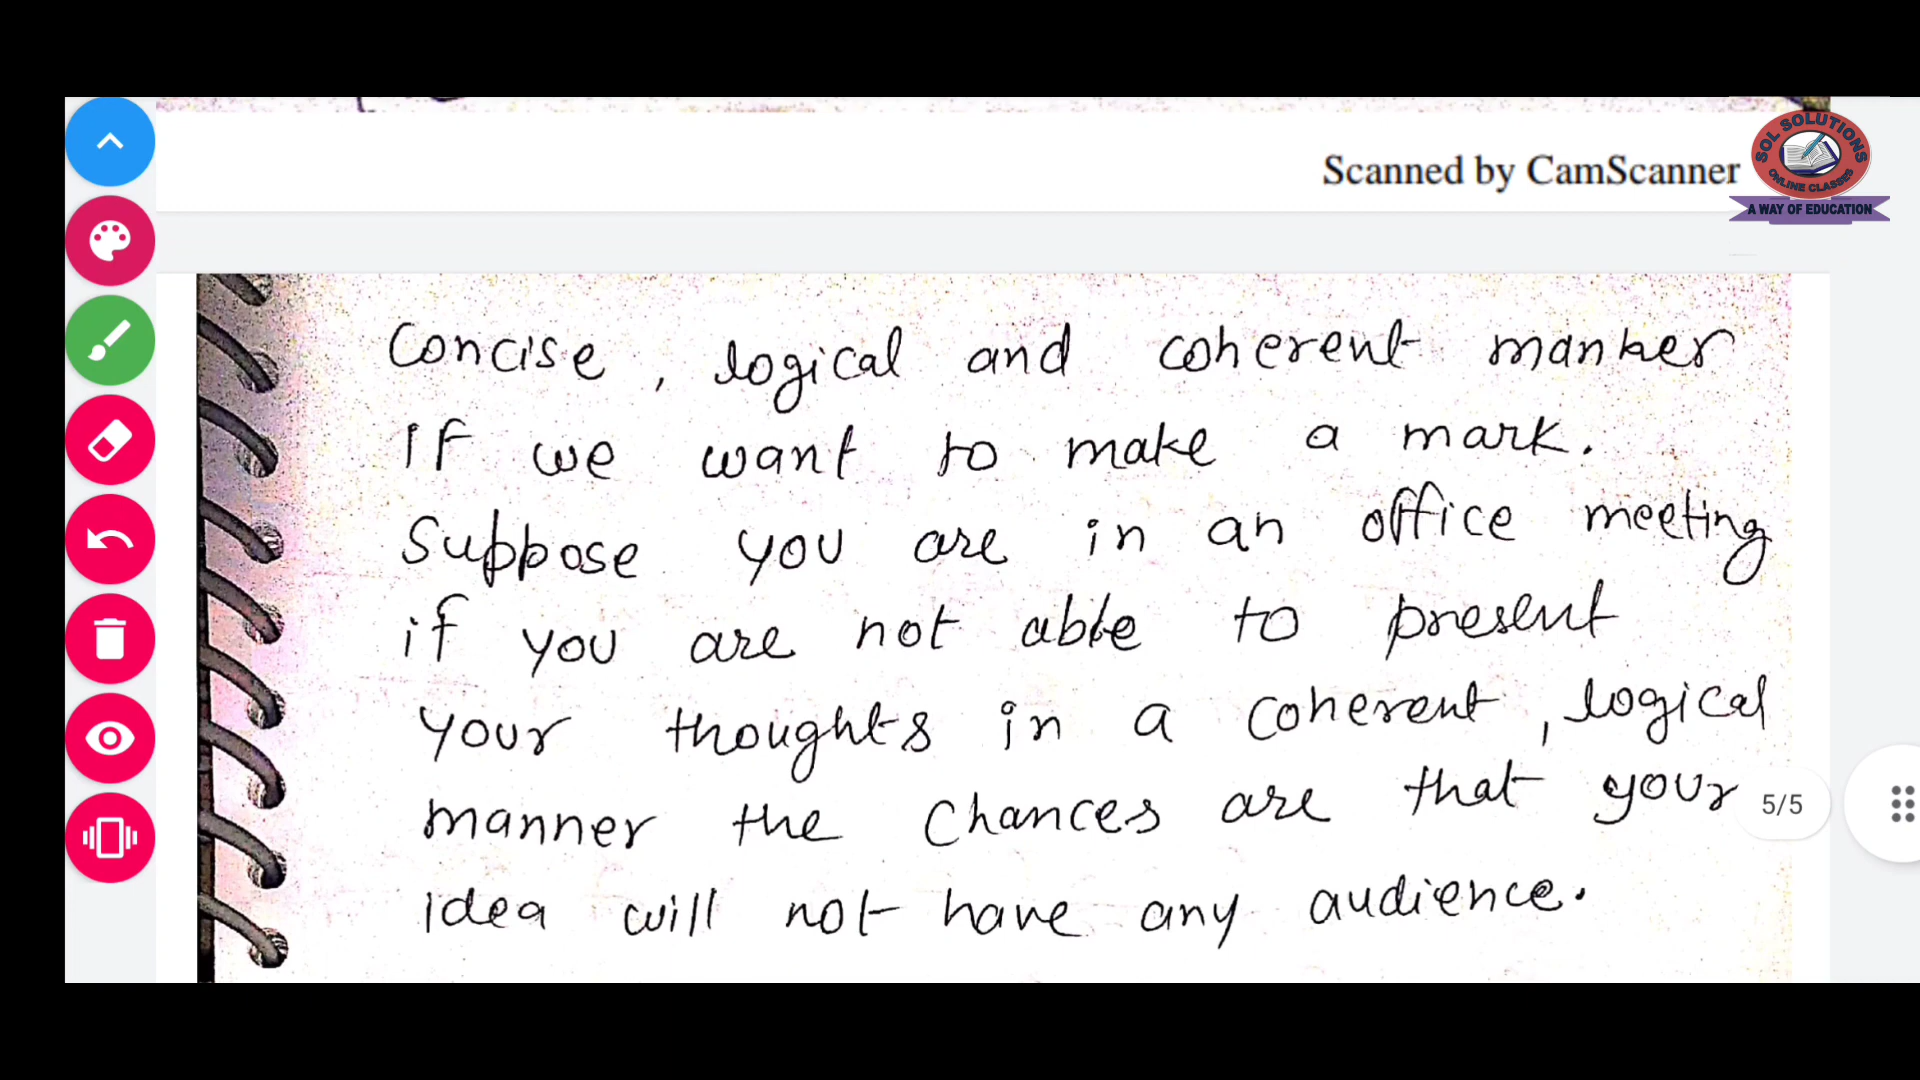 Scanned by CamScanner
SOL SOLUTIONS
ONLINE CLASSES
A WAY OF EDUCATION
Concise, logical and coherent manner
If we want to make a mark.
Suppose you are in an office meeting
if you are not able to present
your thoughts in a coherent, logical
manner the chances are that your
idea will not have any audience.
5/5